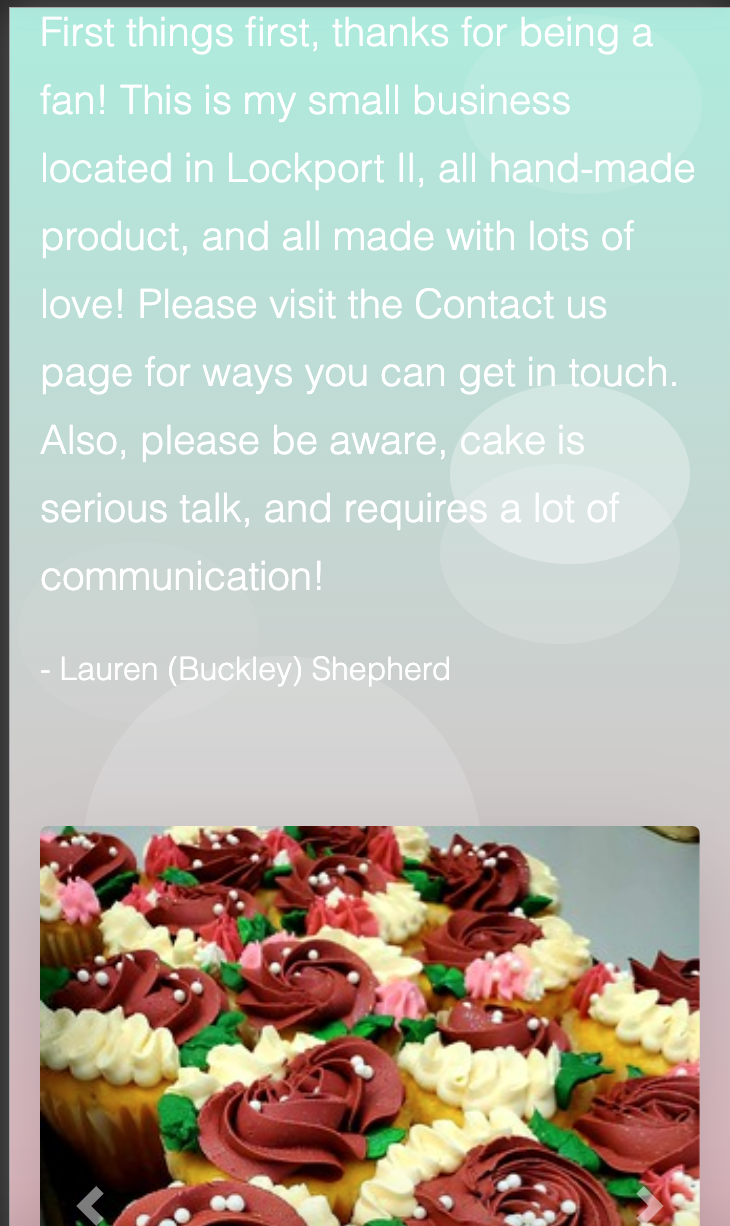 First things first, thanks for being a
fan! This is my small business
located in Lockport Il, all hand-made
product, and all made with lots of
love! Please visit the Contact us
page for ways you can get in touch.
Also, please be aware, cake is
serious talk, and requires a lot of
communication!
- Lauren (Buckley) Shepherd